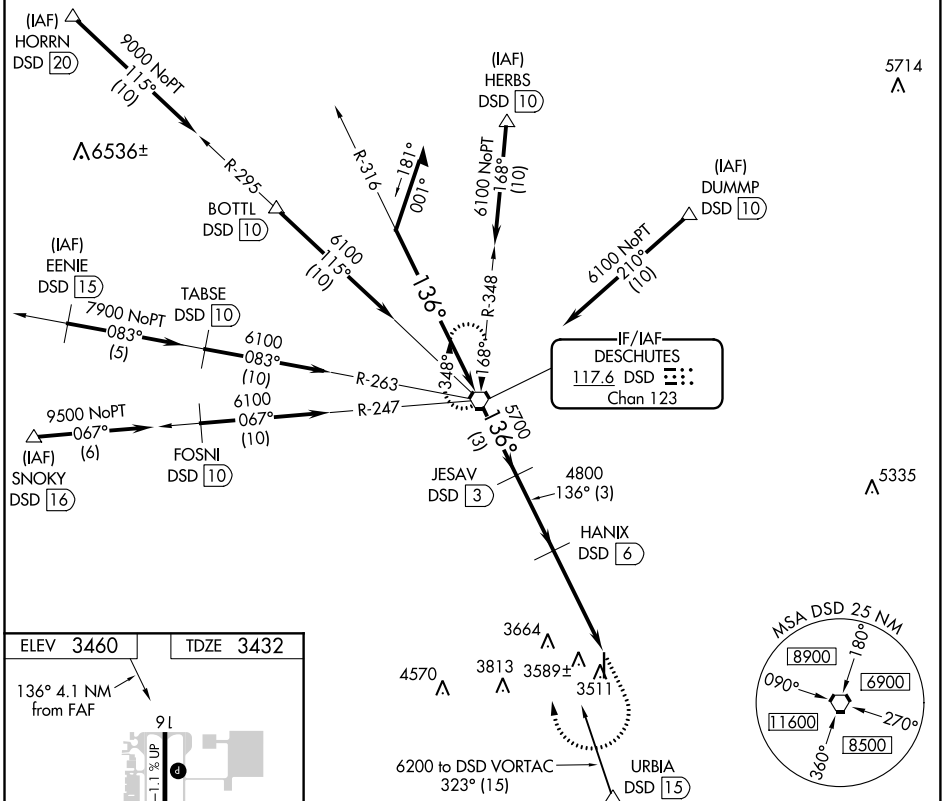 (IAF)
HORRN
DSD 20
9000 NoPT
115°
(10)
6536±
R-295
BOTTL
DSD 10
6100
115°
(10)
R-316
181°
001°
136°
(IAF)
HERBS
DSD 10
6100 NoPT
168°
(10)
R-348
348°
168°
5714
(IAF)
DUMMP
DSD 10
6100 NoPT
210°
(10)
(IAF)
EENIE
DSD 15
7900 NoPT
083°
(5)
TABSE
DSD 10
6100
083°
(10)
R-263
IF/IAF
DESCHUTES
117.6 DSD
Chan 123
9500 NoPT
067°
(6)
(IAF)
SNOKY
DSD 16
6100
067°
(10)
R-247
FOSNI
DSD 10
5700
136°
(3)
JESAV
DSD 3
4800
136° (3)
HANIX
DSD 6
5335
3664
3589±
3511
3813
4570
6200 to DSD VORTAC
323° (15)
URBIA
DSD 15
MSA DSD 25 NM
180°
8900
6900
090°
270°
11600
8500
360°
ELEV 3460
TDZE 3432
136° 4.1 NM
from FAF
16
1.1 % UP
P